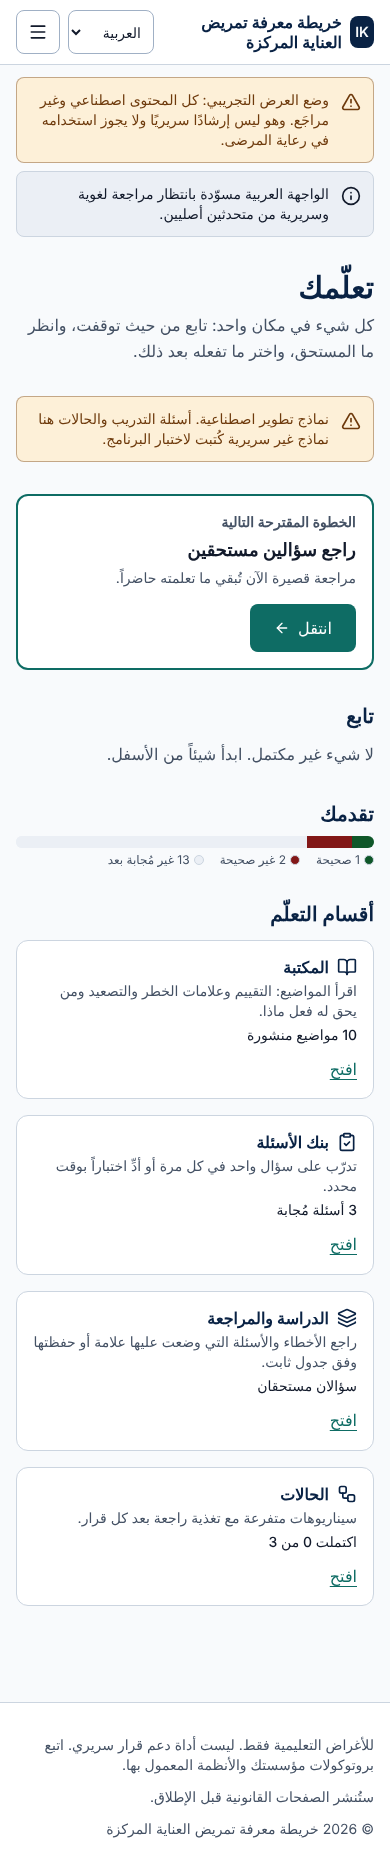 IK
خريطة معرفة تمريض
العناية المركزة
العربية
وضع العرض التجريبي: كل المحتوى اصطناعي وغير
مراجَع. وهو ليس إرشادًا سريريًا ولا يجوز استخدامه
في رعاية المرضى.
الواجهة العربية مسوّدة بانتظار مراجعة لغوية
وسريرية من متحدثين أصليين.
تعلّمك
كل شيء في مكان واحد: تابع من حيث توقفت، وانظر
ما المستحق، واختر ما تفعله بعد ذلك.
نماذج تطوير اصطناعية. أسئلة التدريب والحالات هنا
نماذج غير سريرية كُتبت لاختبار البرنامج.
الخطوة المقترحة التالية
راجع سؤالين مستحقين
مراجعة قصيرة الآن تُبقي ما تعلمته حاضراً.
انتقل ←
تابع
لا شيء غير مكتمل. ابدأ شيئاً من الأسفل.
تقدمك
1 صحيحة
2 غير صحيحة
13 غير مُجابة بعد
أقسام التعلّم
المكتبة
اقرأ المواضيع: التقييم وعلامات الخطر والتصعيد ومن
يحق له فعل ماذا.
10 مواضيع منشورة
افتح
بنك الأسئلة
تدرّب على سؤال واحد في كل مرة أو أدِّ اختباراً بوقت
محدد.
3 أسئلة مُجابة
افتح
الدراسة والمراجعة
راجع الأخطاء والأسئلة التي وضعت عليها علامة أو حفظتها
وفق جدول ثابت.
سؤالان مستحقان
افتح
الحالات
سيناريوهات متفرعة مع تغذية راجعة بعد كل قرار.
اكتملت 0 من 3
افتح
للأغراض التعليمية فقط. ليست أداة دعم قرار سريري. اتبع
بروتوكولات مؤسستك والأنظمة المعمول بها.
ستُنشر الصفحات القانونية قبل الإطلاق.
© 2026 خريطة معرفة تمريض العناية المركزة